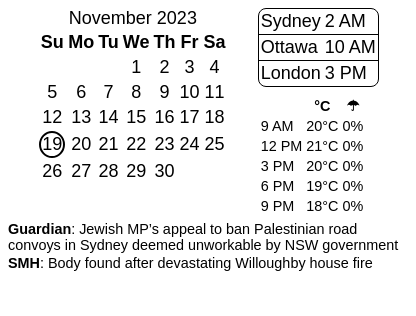 November 2023
Su Mo Tu We Th Fr Sa
1 2 3 4
5 6 7 8 9 10 11
12 13 14 15 16 17 18
19 20 21 22 23 24 25
26 27 28 29 30
Sydney 2 AM
Ottawa 10 AM
London 3 PM
°C ☂
9 AM 20°C 0%
12 PM 21°C 0%
3 PM 20°C 0%
6 PM 19°C 0%
9 PM 18°C 0%
Guardian: Jewish MP’s appeal to ban Palestinian road
convoys in Sydney deemed unworkable by NSW government
SMH: Body found after devastating Willoughby house fire